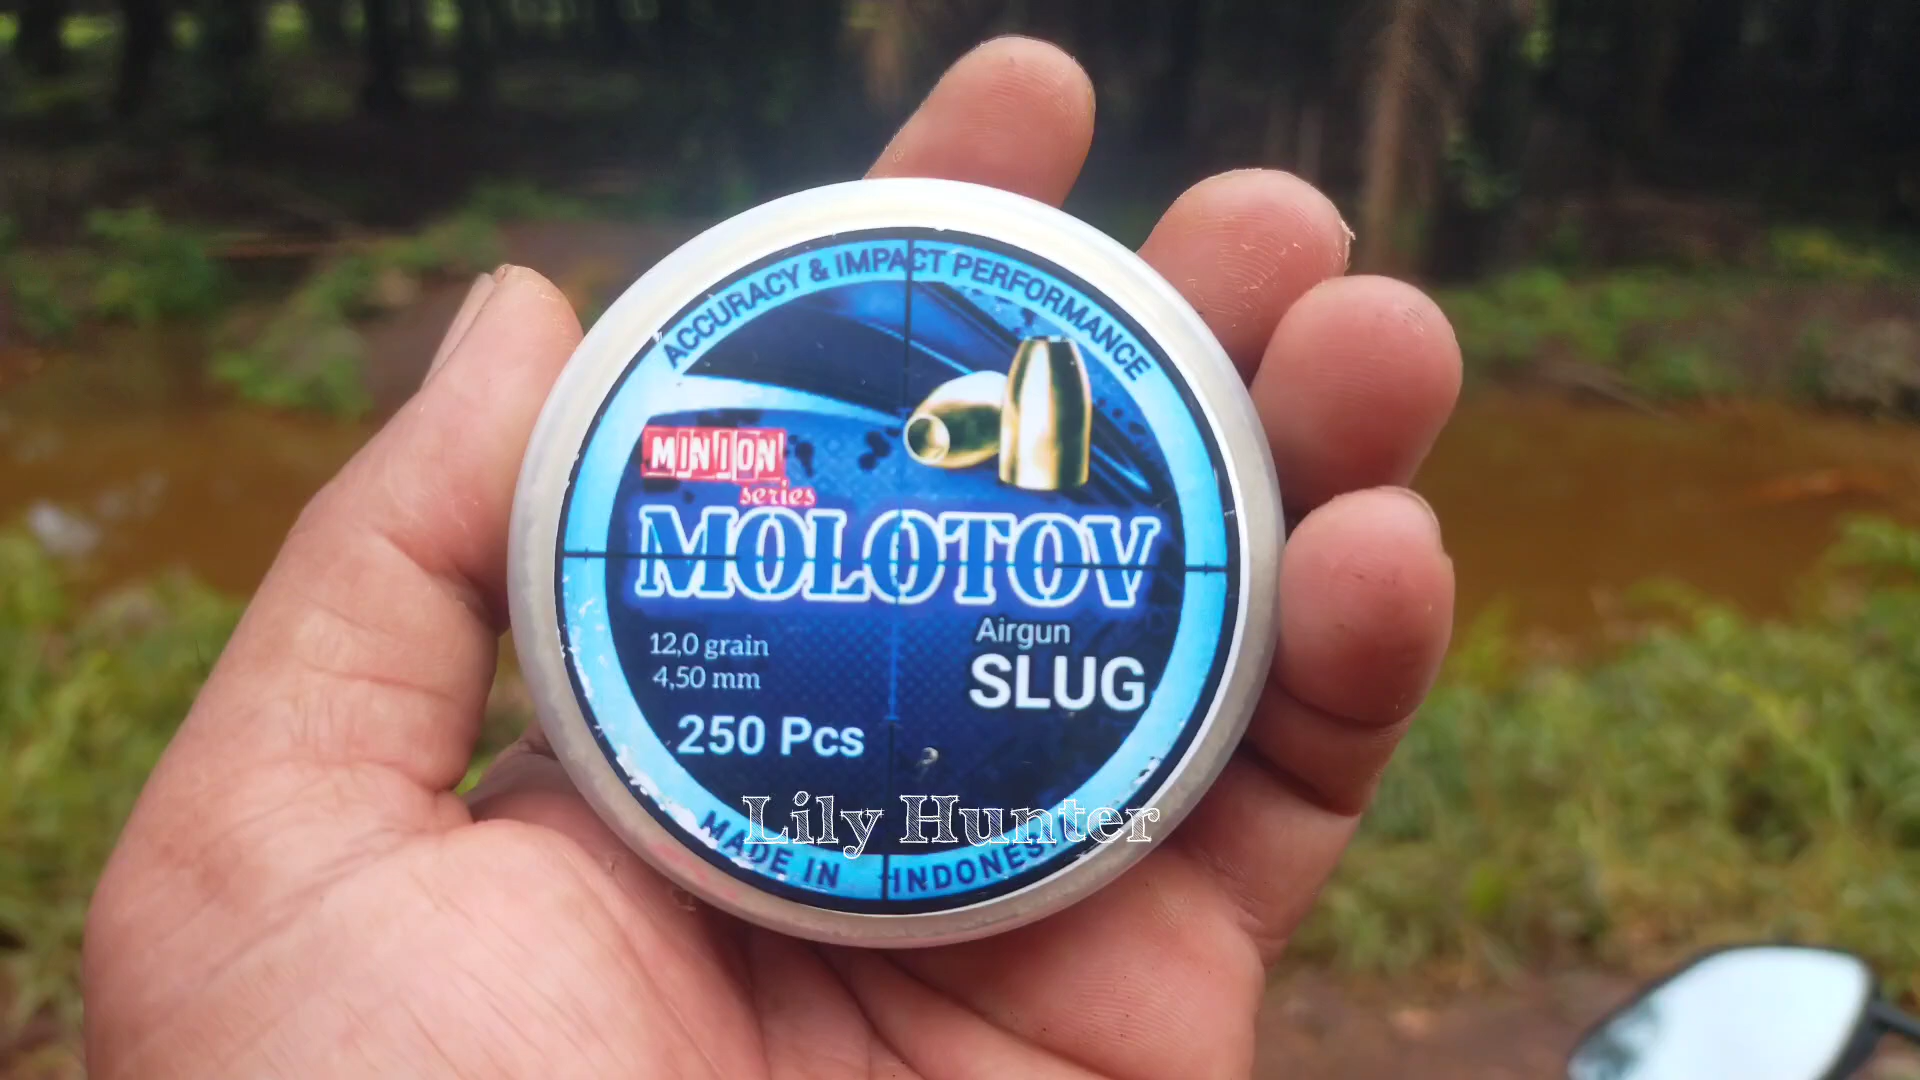 ACCURACY & IMPACT PERFORMANCE
MINION
series
MOLOTOV
12,0 grain
4,50 mm
Airgun
SLUG
250 Pcs
Lily Hunter
MADE IN INDONESIA